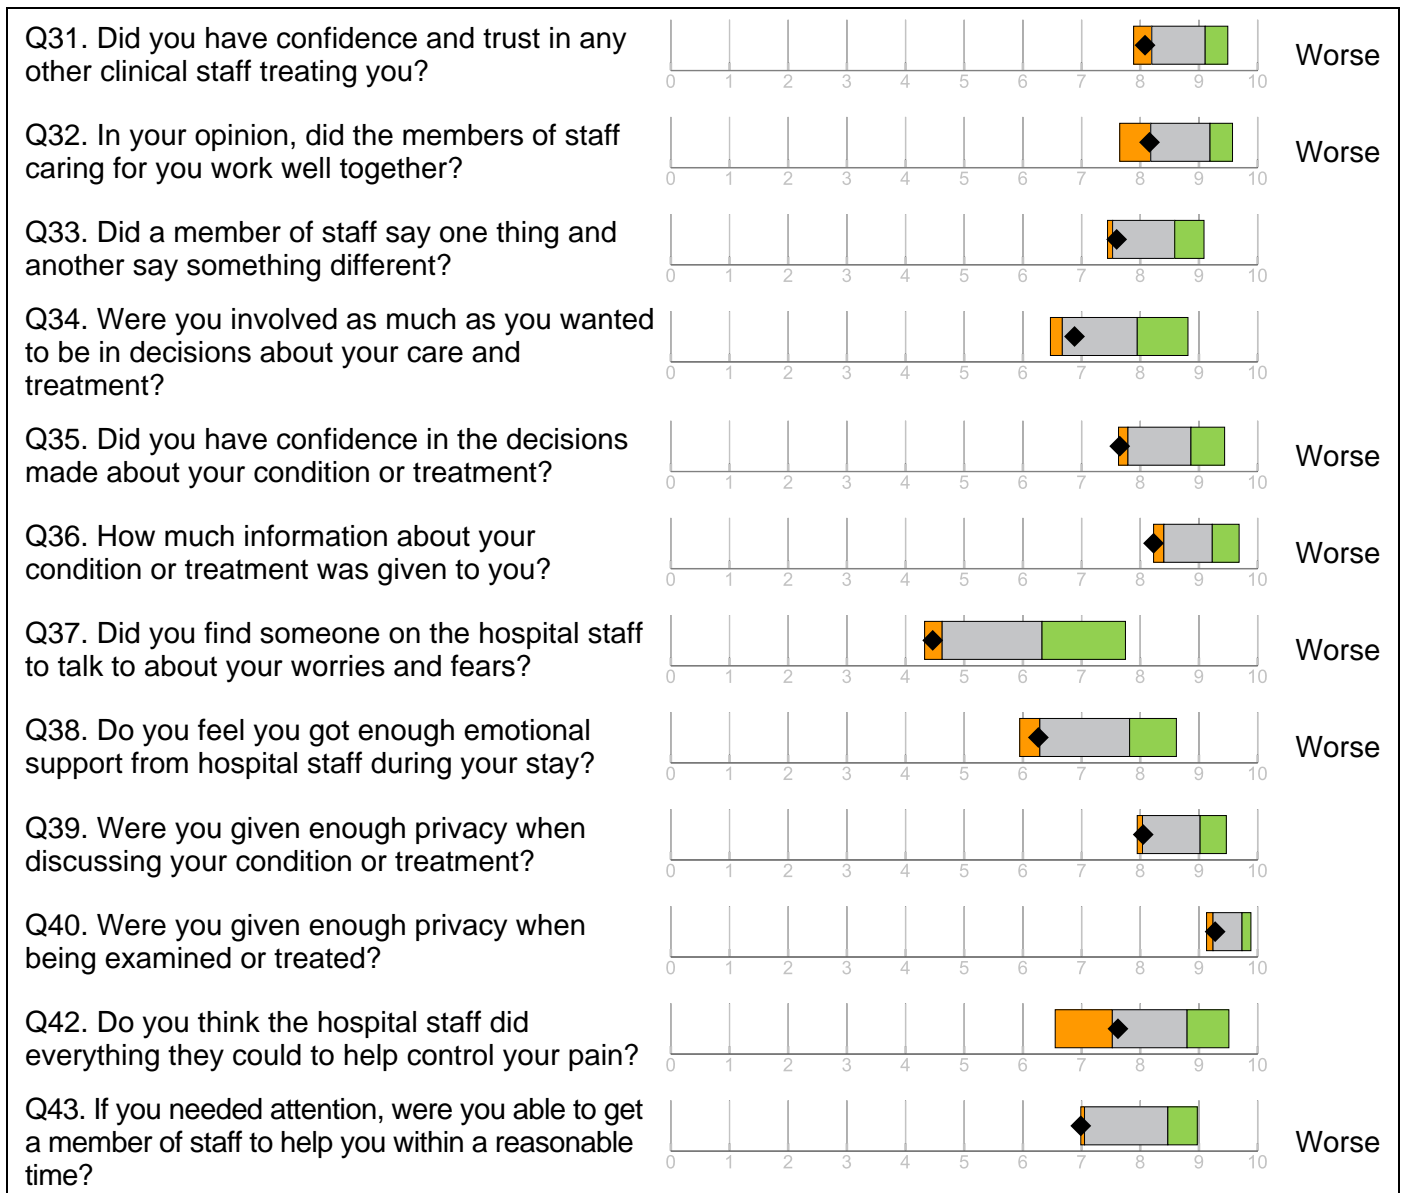 Q31. Did you have confidence and trust in any
other clinical staff treating you?
0 1 2 3 4 5 6 7 8 9 10
Worse
Q32. In your opinion, did the members of staff
caring for you work well together?
0 1 2 3 4 5 6 7 8 9 10
Worse
Q33. Did a member of staff say one thing and
another say something different?
0 1 2 3 4 5 6 7 8 9 10
Q34. Were you involved as much as you wanted
to be in decisions about your care and
treatment?
0 1 2 3 4 5 6 7 8 9 10
Q35. Did you have confidence in the decisions
made about your condition or treatment?
0 1 2 3 4 5 6 7 8 9 10
Worse
Q36. How much information about your
condition or treatment was given to you?
0 1 2 3 4 5 6 7 8 9 10
Worse
Q37. Did you find someone on the hospital staff
to talk to about your worries and fears?
0 1 2 3 4 5 6 7 8 9 10
Worse
Q38. Do you feel you got enough emotional
support from hospital staff during your stay?
0 1 2 3 4 5 6 7 8 9 10
Worse
Q39. Were you given enough privacy when
discussing your condition or treatment?
0 1 2 3 4 5 6 7 8 9 10
Q40. Were you given enough privacy when
being examined or treated?
0 1 2 3 4 5 6 7 8 9 10
Q42. Do you think the hospital staff did
everything they could to help control your pain?
0 1 2 3 4 5 6 7 8 9 10
Q43. If you needed attention, were you able to get
a member of staff to help you within a reasonable
time?
0 1 2 3 4 5 6 7 8 9 10
Worse